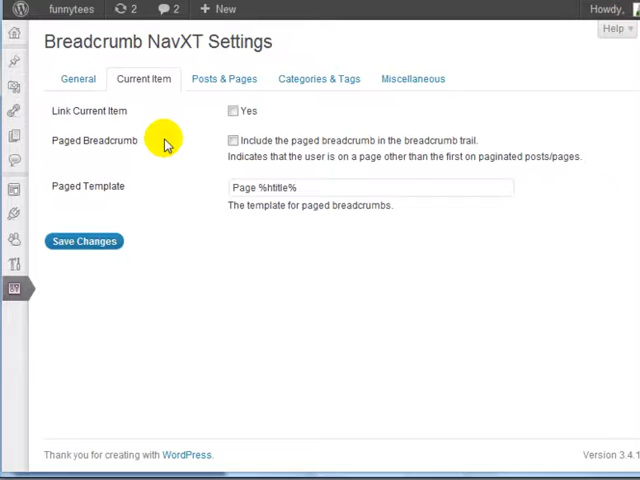 funnytees 2 2 + New Howdy,
Help
Breadcrumb NavXT Settings
General Current Item Posts & Pages Categories & Tags Miscellaneous
Link Current Item Yes
Paged Breadcrumb Include the paged breadcrumb in the breadcrumb trail.
Indicates that the user is on a page other than the first on paginated posts/pages.
Paged Template Page %htitle%
The template for paged breadcrumbs.
Save Changes
Thank you for creating with WordPress. Version 3.4.1